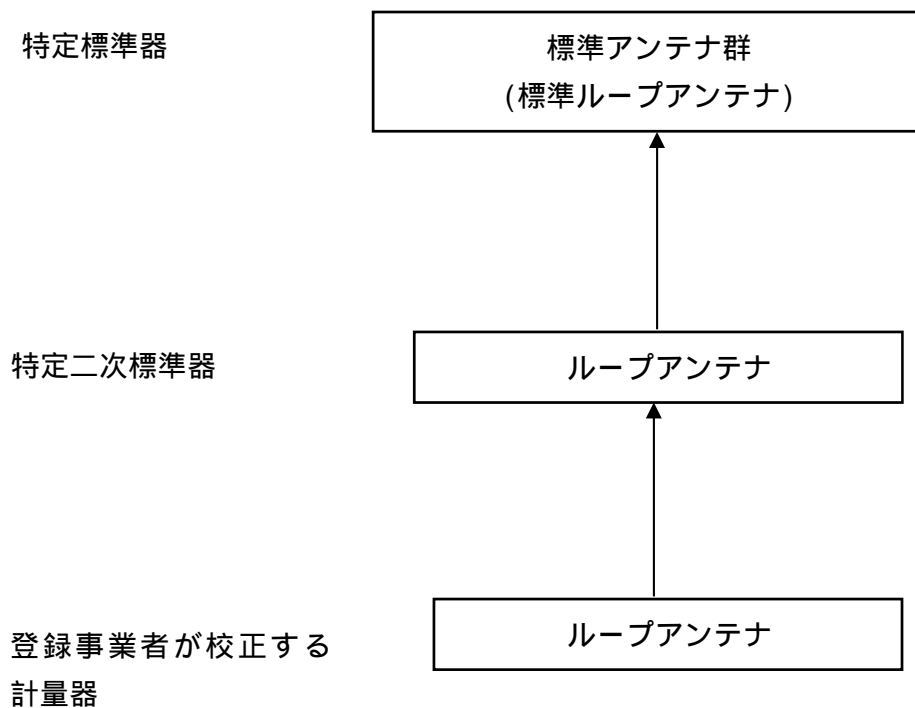 特定標準器
標準アンテナ群
(標準ループアンテナ)
特定二次標準器
ループアンテナ
ループアンテナ
登録事業者が校正する
計量器